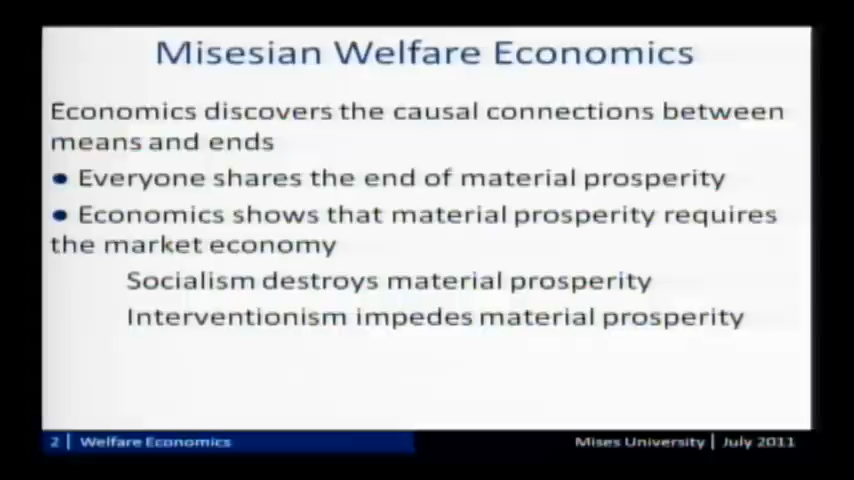 Misesian Welfare Economics
Economics discovers the causal connections between
means and ends
• Everyone shares the end of material prosperity
• Economics shows that material prosperity requires
the market economy
Socialism destroys material prosperity
Interventionism impedes material prosperity
2 | Welfare Economics
Mises University | July 2011